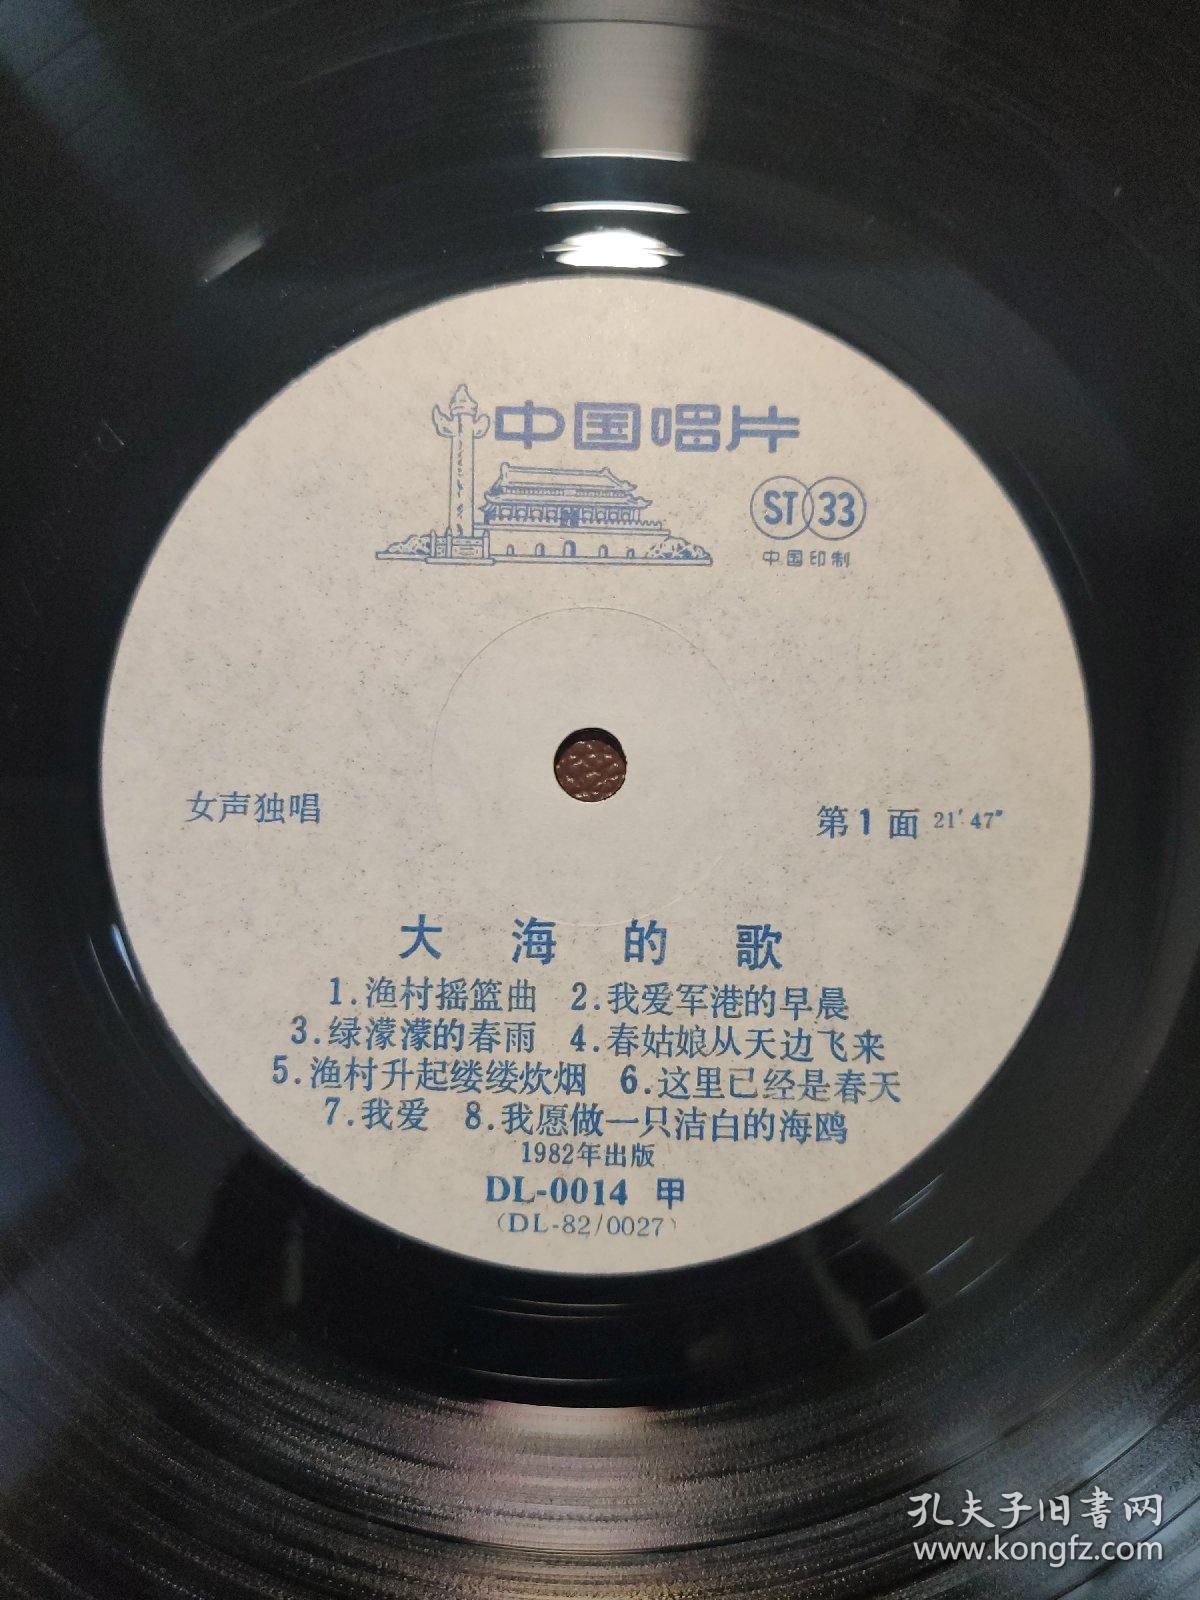 中国唱片
ST 33
中国印制
女声独唱
第1面 21′47″
大海的歌
1.渔村摇篮曲 2.我爱军港的早晨
3.绿濛濛的春雨 4.春姑娘从天边飞来
5.渔村升起缕缕炊烟 6.这里已经是春天
7.我爱 8.我愿做一只洁白的海鸥
1982年出版
DL-0014 甲
(DL-82/0027)
孔夫子旧書网
www.kongfz.com